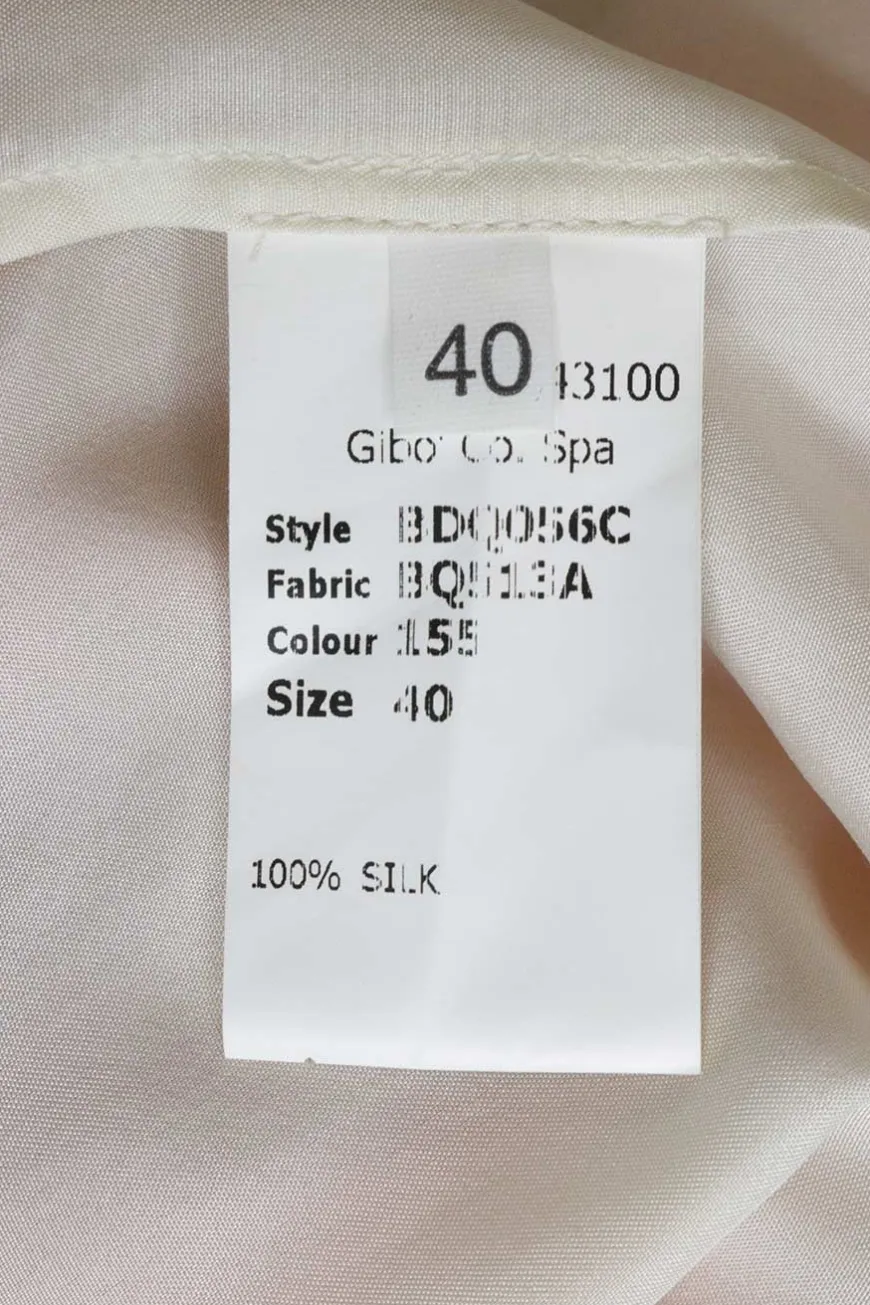 40
43100
Gibo' Co. Spa
Style BDQ056C
Fabric BQ513A
Colour 155
Size 40
100% SILK